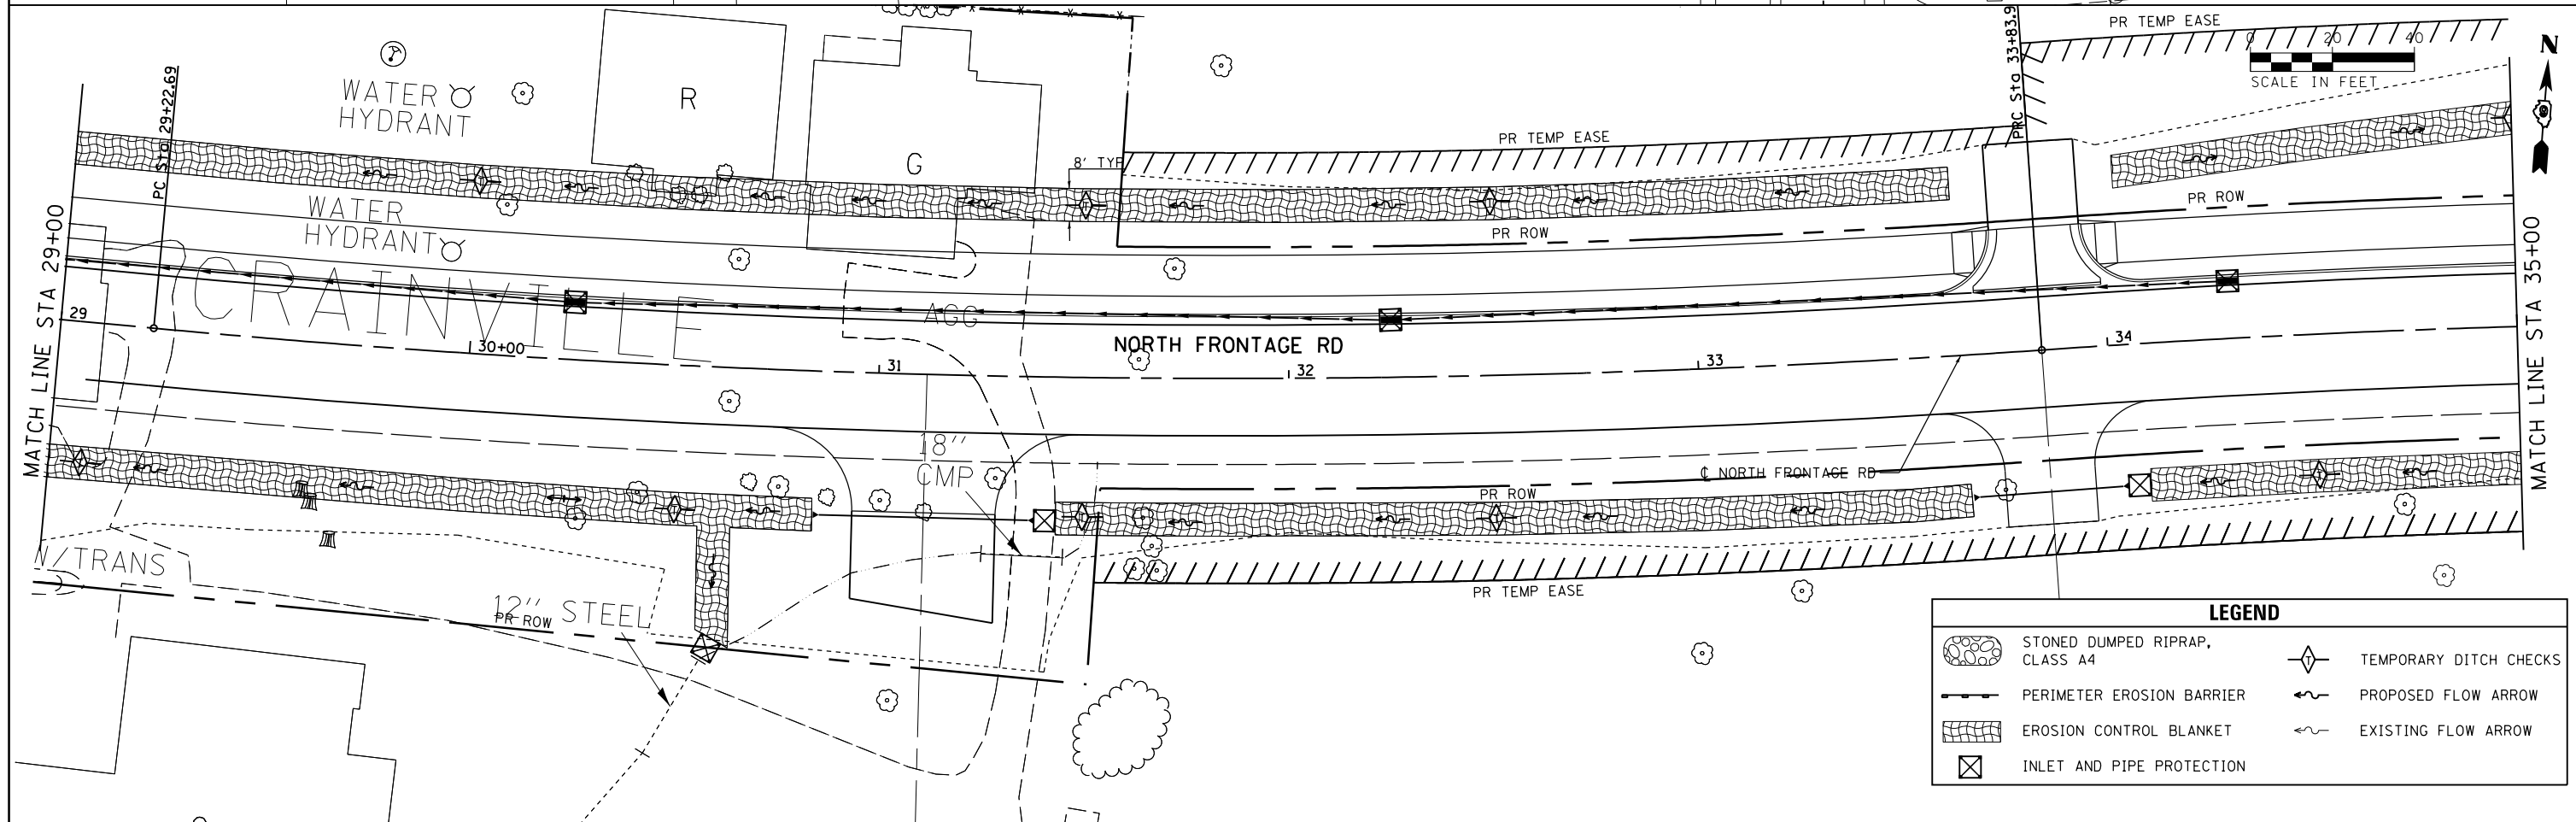 PR TEMP EASE
PRC Sta 33+83.9
0 20 40
SCALE IN FEET
N
PC Sta 29+22.69
WATER
HYDRANT
R
G
8' TYP
PR TEMP EASE
PR ROW
PR ROW
WATER
HYDRANT
MATCH LINE STA 29+00
MATCH LINE STA 35+00
CRAINVILLE
AGG
NORTH FRONTAGE RD
29
30+00
31
32
33
34
18"
CMP
℄ NORTH FRONTAGE RD
PR ROW
PR TEMP EASE
W/TRANS
12" STEEL
PR ROW
LEGEND
STONED DUMPED RIPRAP,
CLASS A4
PERIMETER EROSION BARRIER
EROSION CONTROL BLANKET
INLET AND PIPE PROTECTION
TEMPORARY DITCH CHECKS
PROPOSED FLOW ARROW
EXISTING FLOW ARROW